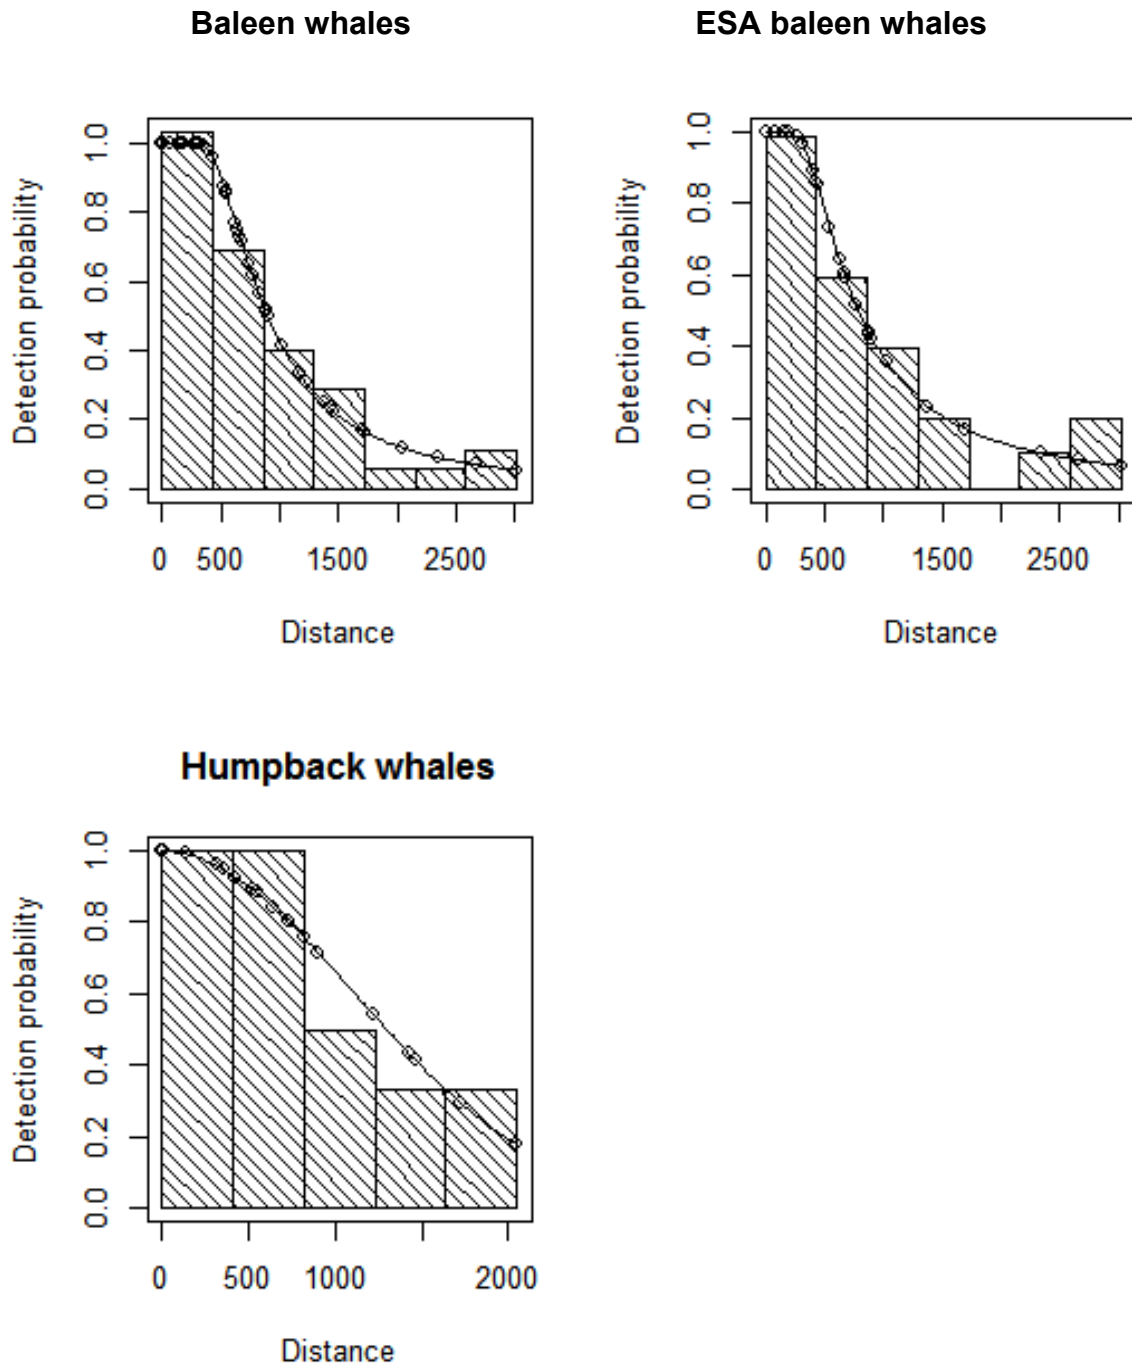 Baleen whales
ESA baleen whales
Detection probability
0.0 0.2 0.4 0.6 0.8 1.0
0 500 1500 2500
Distance
Detection probability
0.0 0.2 0.4 0.6 0.8 1.0
0 500 1500 2500
Distance
Humpback whales
Detection probability
0.0 0.2 0.4 0.6 0.8 1.0
0 500 1000 2000
Distance